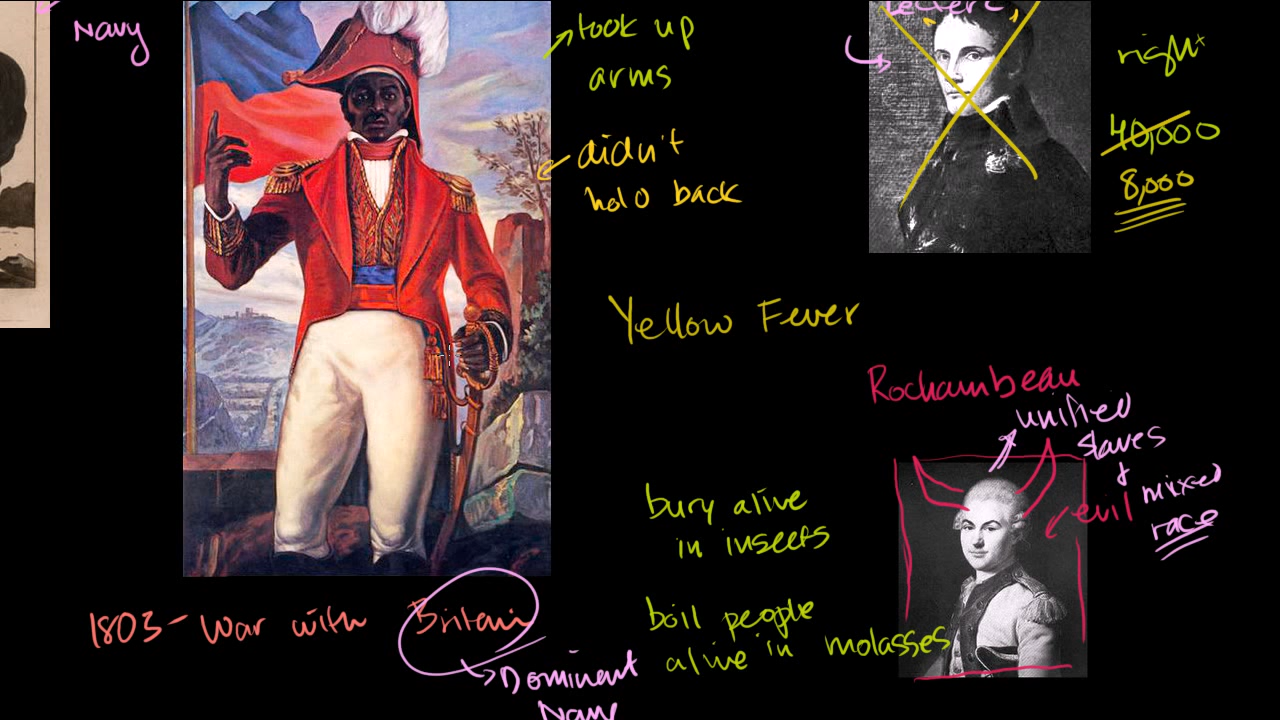 Navy
took up
arms
didn't
hold back
Leclerc
right
40,000
8,000
Yellow Fever
Rochambeau
unified
slaves
+
mixed
race
evil
bury alive
in insects
boil people
alive in molasses
1803 - War with Britain
Dominant
Navy